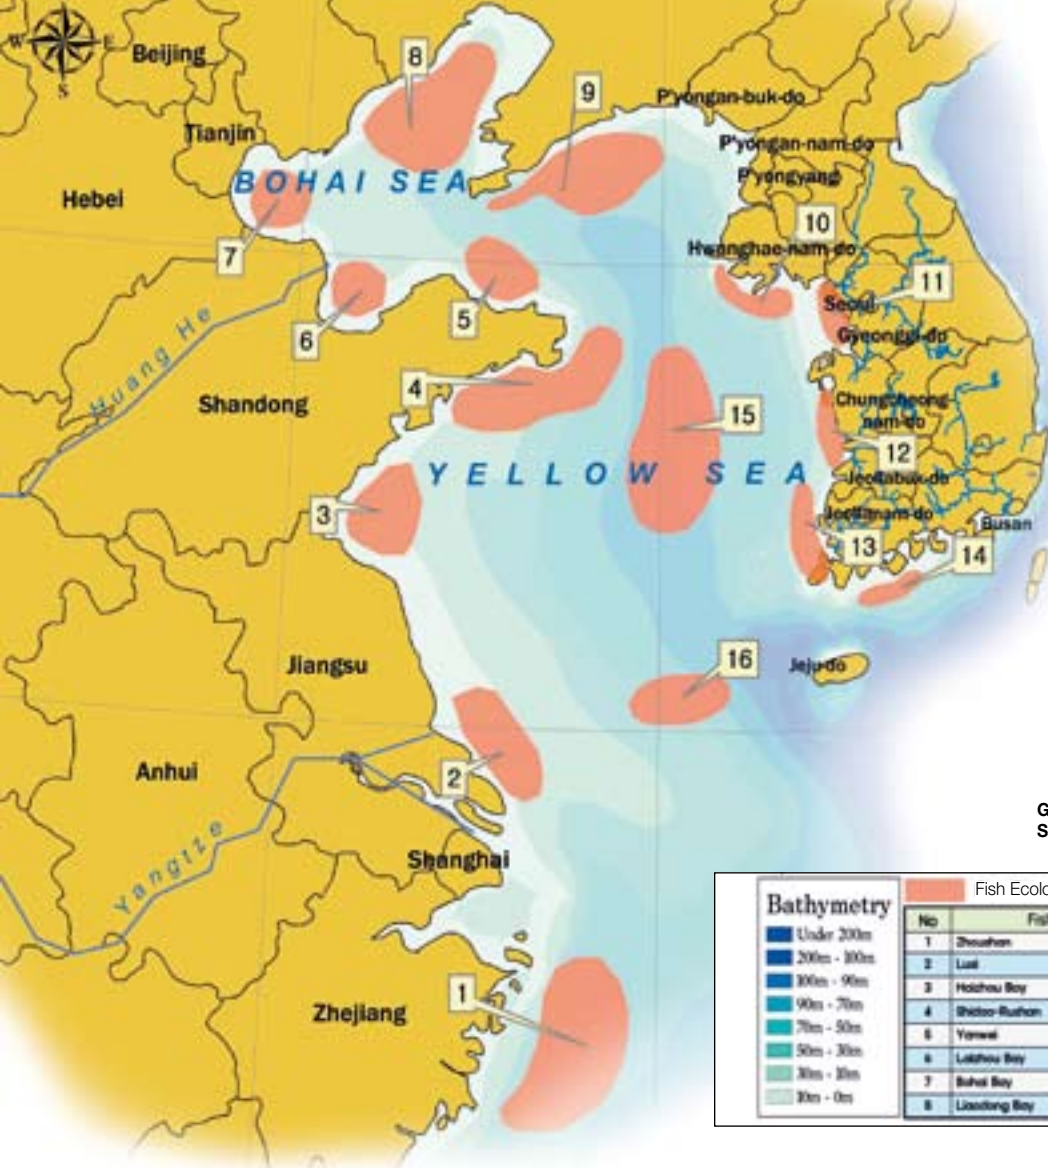 W
E
S
Beijing
8
9
P'yongan-buk-do
Tianjin
P'yongan-nam-do
P'yongyang
BOHAI SEA
Hebei
10
Hwanghae-nam-do
7
11
Seoul
6
5
Gyeonggi-do
Huang He
4
Shandong
Chungcheong-
nam-do
15
12
YELLOW SEA
Jeollabuk-do
3
Jeollanam-do
Busan
13
14
Jiangsu
16
Jeju-do
Anhui
2
Yangtze
Shanghai
1
Zhejiang
G
S
Bathymetry
Under 200m
200m - 100m
100m - 90m
90m - 70m
70m - 50m
50m - 30m
30m - 10m
10m - 0m
Fish Ecolo
No Fis
1 Zhoushan
2 Lusi
3 Haizhou Bay
4 Shidao-Rushan
5 Yanwei
6 Laizhou Bay
7 Bohai Bay
8 Liaodong Bay